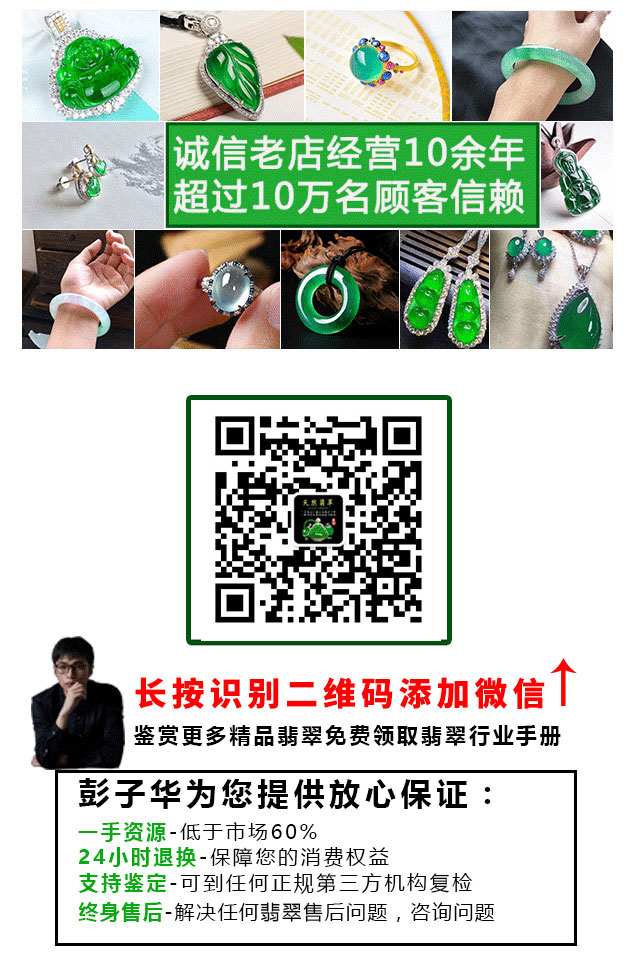 诚信老店经营10余年
超过10万名顾客信赖
天然翡翠
长按识别二维码添加微信
鉴赏更多精品翡翠免费领取翡翠行业手册
彭子华为您提供放心保证：
一手资源-低于市场60%
24小时退换-保障您的消费权益
支持鉴定-可到任何正规第三方机构复检
终身售后-解决任何翡翠售后问题，咨询问题